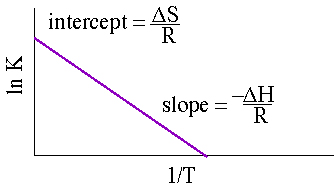 intercept = ΔS/R
ln K
slope = -ΔH/R
1/T